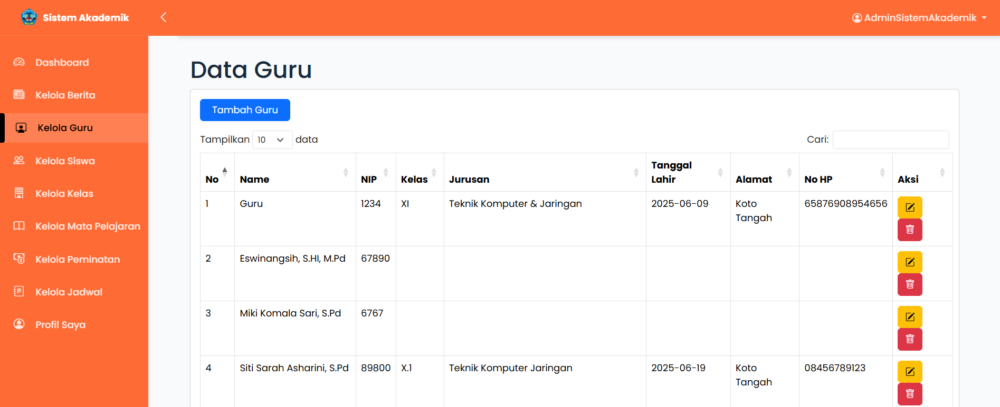 Sistem Akademik
AdminSistemAkademik
Dashboard
Kelola Berita
Kelola Guru
Kelola Siswa
Kelola Kelas
Kelola Mata Pelajaran
Kelola Peminatan
Kelola Jadwal
Profil Saya
Data Guru
Tambah Guru
Tampilkan 10 data
Cari:
No Name NIP Kelas Jurusan Tanggal Lahir Alamat No HP Aksi
1 Guru 1234 XI Teknik Komputer & Jaringan 2025-06-09 Koto Tangah 65876908954656
2 Eswinangsih, S.HI, M.Pd 67890
3 Miki Komala Sari, S.Pd 6767
4 Siti Sarah Asharini, S.Pd 89800 X.1 Teknik Komputer Jaringan 2025-06-19 Koto Tangah 08456789123